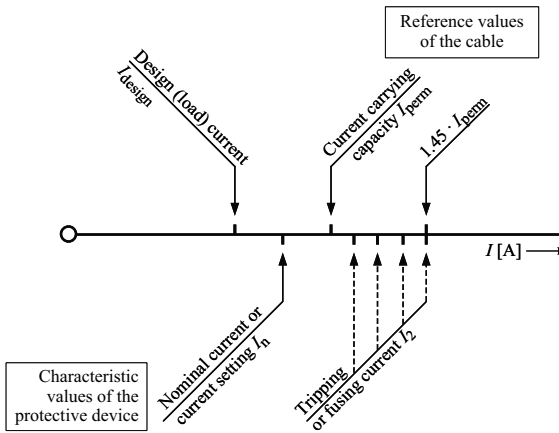 Reference values
of the cable
Design (load) current
I_design
Current carrying
capacity I_perm
1.45 · I_perm
I [A]
Nominal current or
current setting I_n
Tripping
or fusing current I_2
Characteristic
values of the
protective device